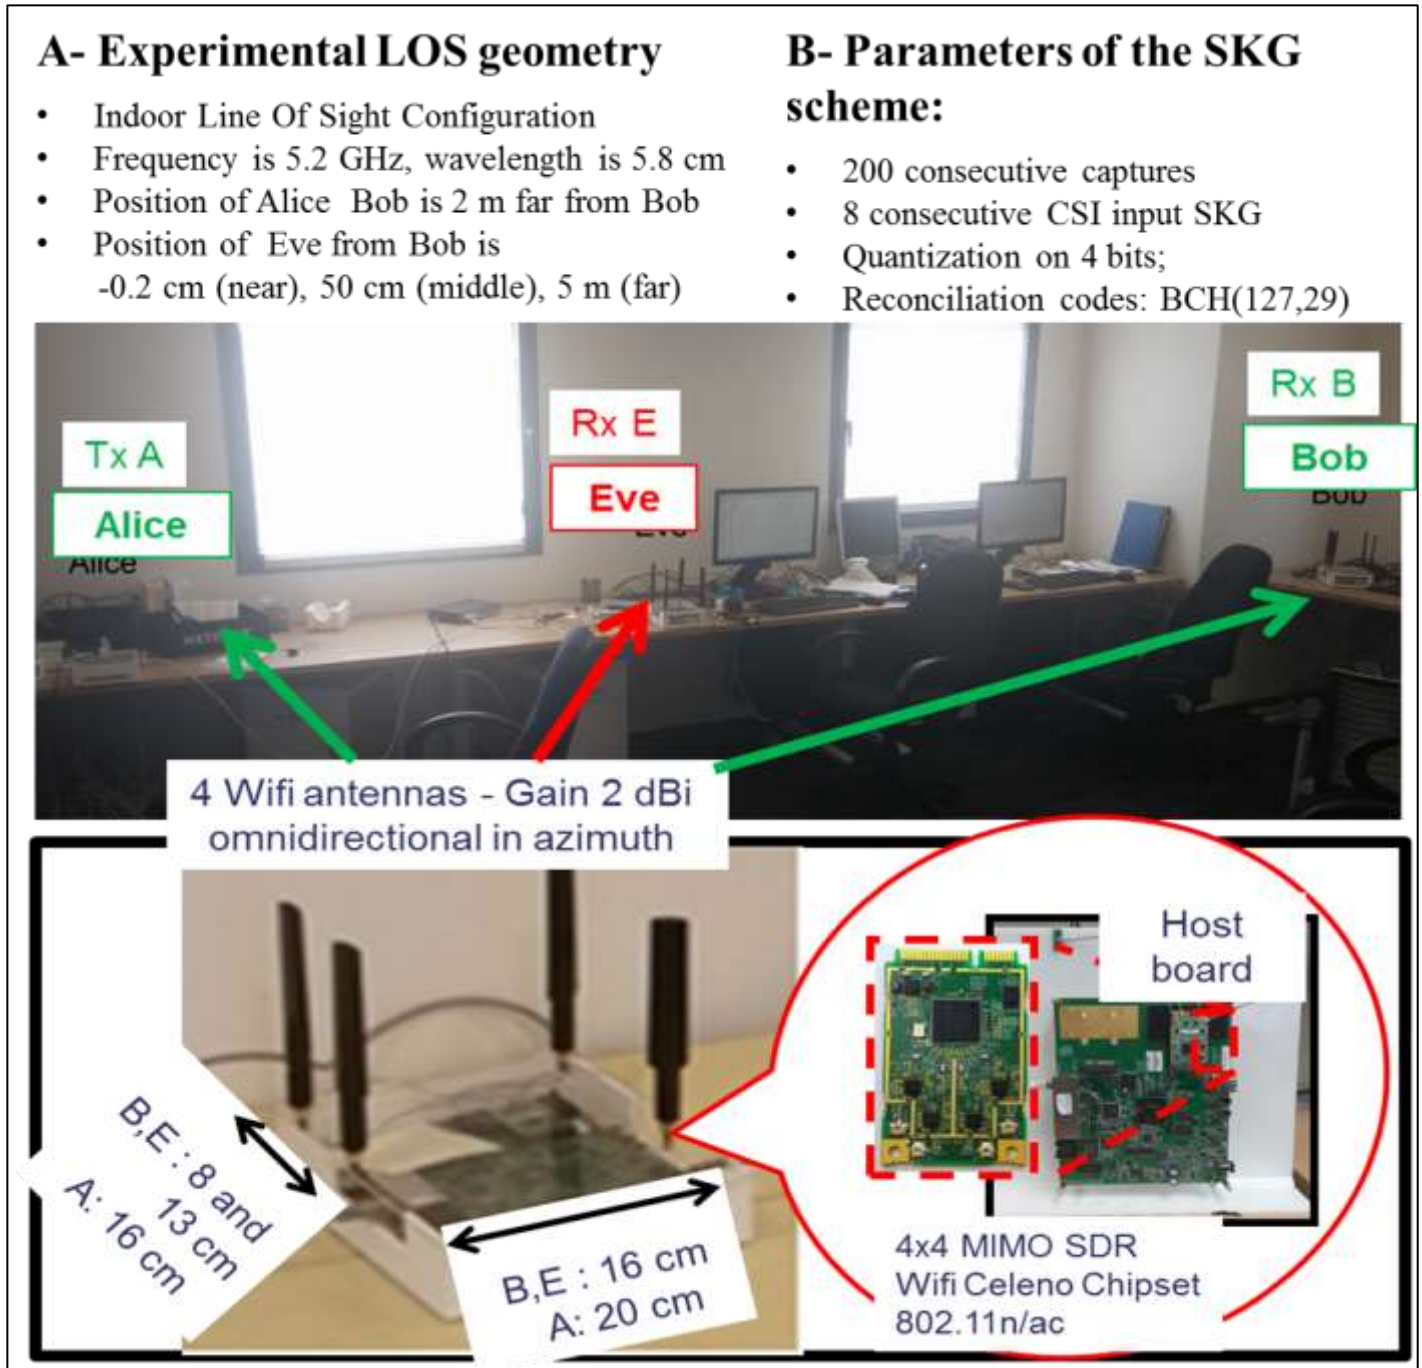 A- Experimental LOS geometry
• Indoor Line Of Sight Configuration
• Frequency is 5.2 GHz, wavelength is 5.8 cm
• Position of Alice Bob is 2 m far from Bob
• Position of Eve from Bob is
-0.2 cm (near), 50 cm (middle), 5 m (far)
B- Parameters of the SKG
scheme:
• 200 consecutive captures
• 8 consecutive CSI input SKG
• Quantization on 4 bits;
• Reconciliation codes: BCH(127,29)
Tx A
Alice
Alice
Rx E
Eve
Eve
Rx B
Bob
Bob
4 Wifi antennas - Gain 2 dBi
omnidirectional in azimuth
B,E : 8 and
13 cm
A: 16 cm
B,E : 16 cm
A: 20 cm
Host
board
4x4 MIMO SDR
Wifi Celeno Chipset
802.11n/ac